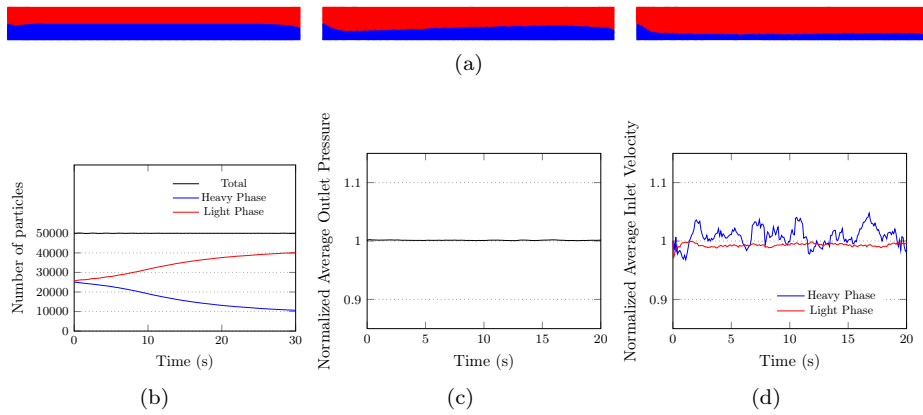 (a)
Number of particles
50000
40000
30000
20000
10000
0
0
10
20
30
Time (s)
Total
Heavy Phase
Light Phase
(b)
Normalized Average Outlet Pressure
1.1
1
0.9
0
5
10
15
20
Time (s)
(c)
Normalized Average Inlet Velocity
1.1
1
0.9
0
5
10
15
20
Time (s)
Heavy Phase
Light Phase
(d)